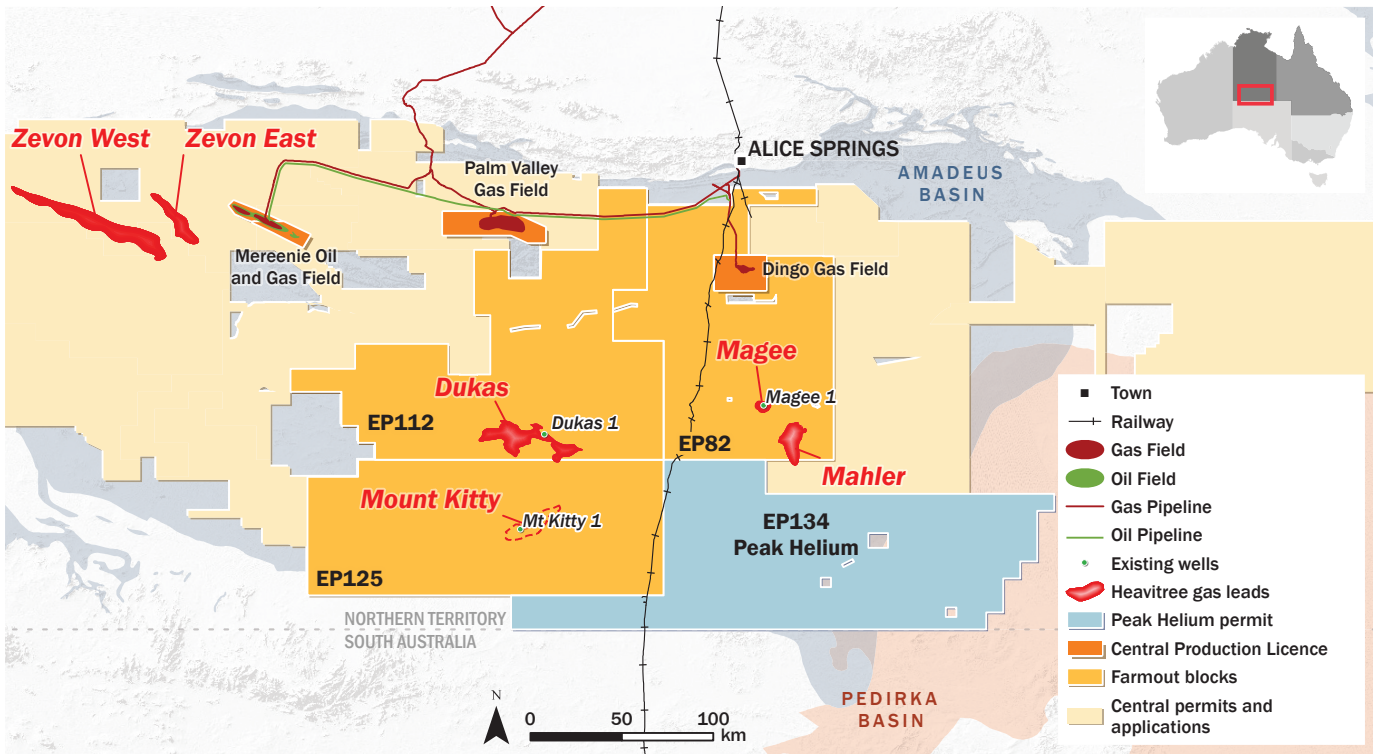 Zevon West
Zevon East
Palm Valley
Gas Field
ALICE SPRINGS
AMADEUS
BASIN
Mereenie Oil
and Gas Field
Dingo Gas Field
Magee
Magee 1
Dukas
Dukas 1
EP112
EP82
Mahler
Mount Kitty
Mt Kitty 1
EP134
Peak Helium
EP125
NORTHERN TERRITORY
SOUTH AUSTRALIA
PEDIRKA
BASIN
N
0 50 100
km
Town
Railway
Gas Field
Oil Field
Gas Pipeline
Oil Pipeline
Existing wells
Heavitree gas leads
Peak Helium permit
Central Production Licence
Farmout blocks
Central permits and
applications